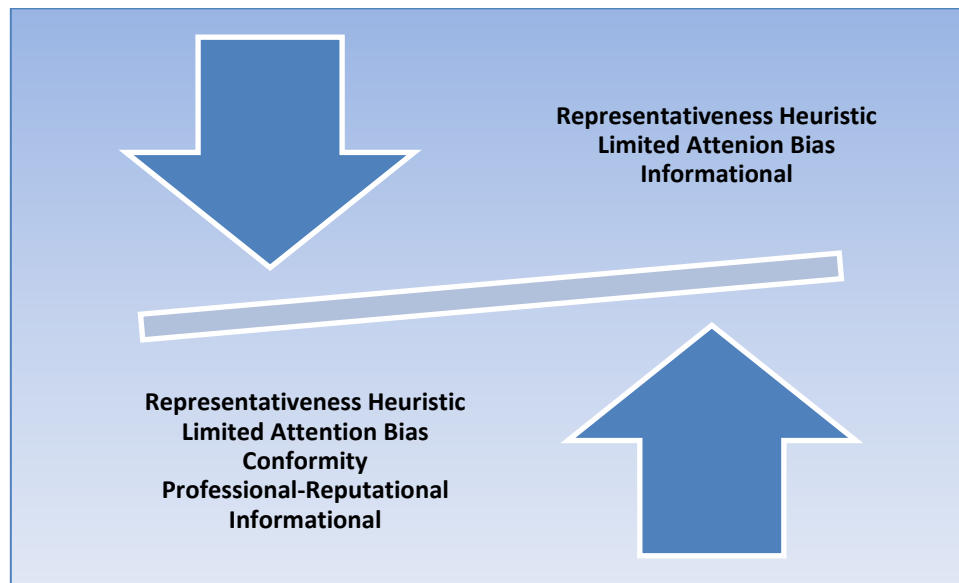 Representativeness Heuristic
Limited Attenion Bias
Informational
Representativeness Heuristic
Limited Attention Bias
Conformity
Professional-Reputational
Informational